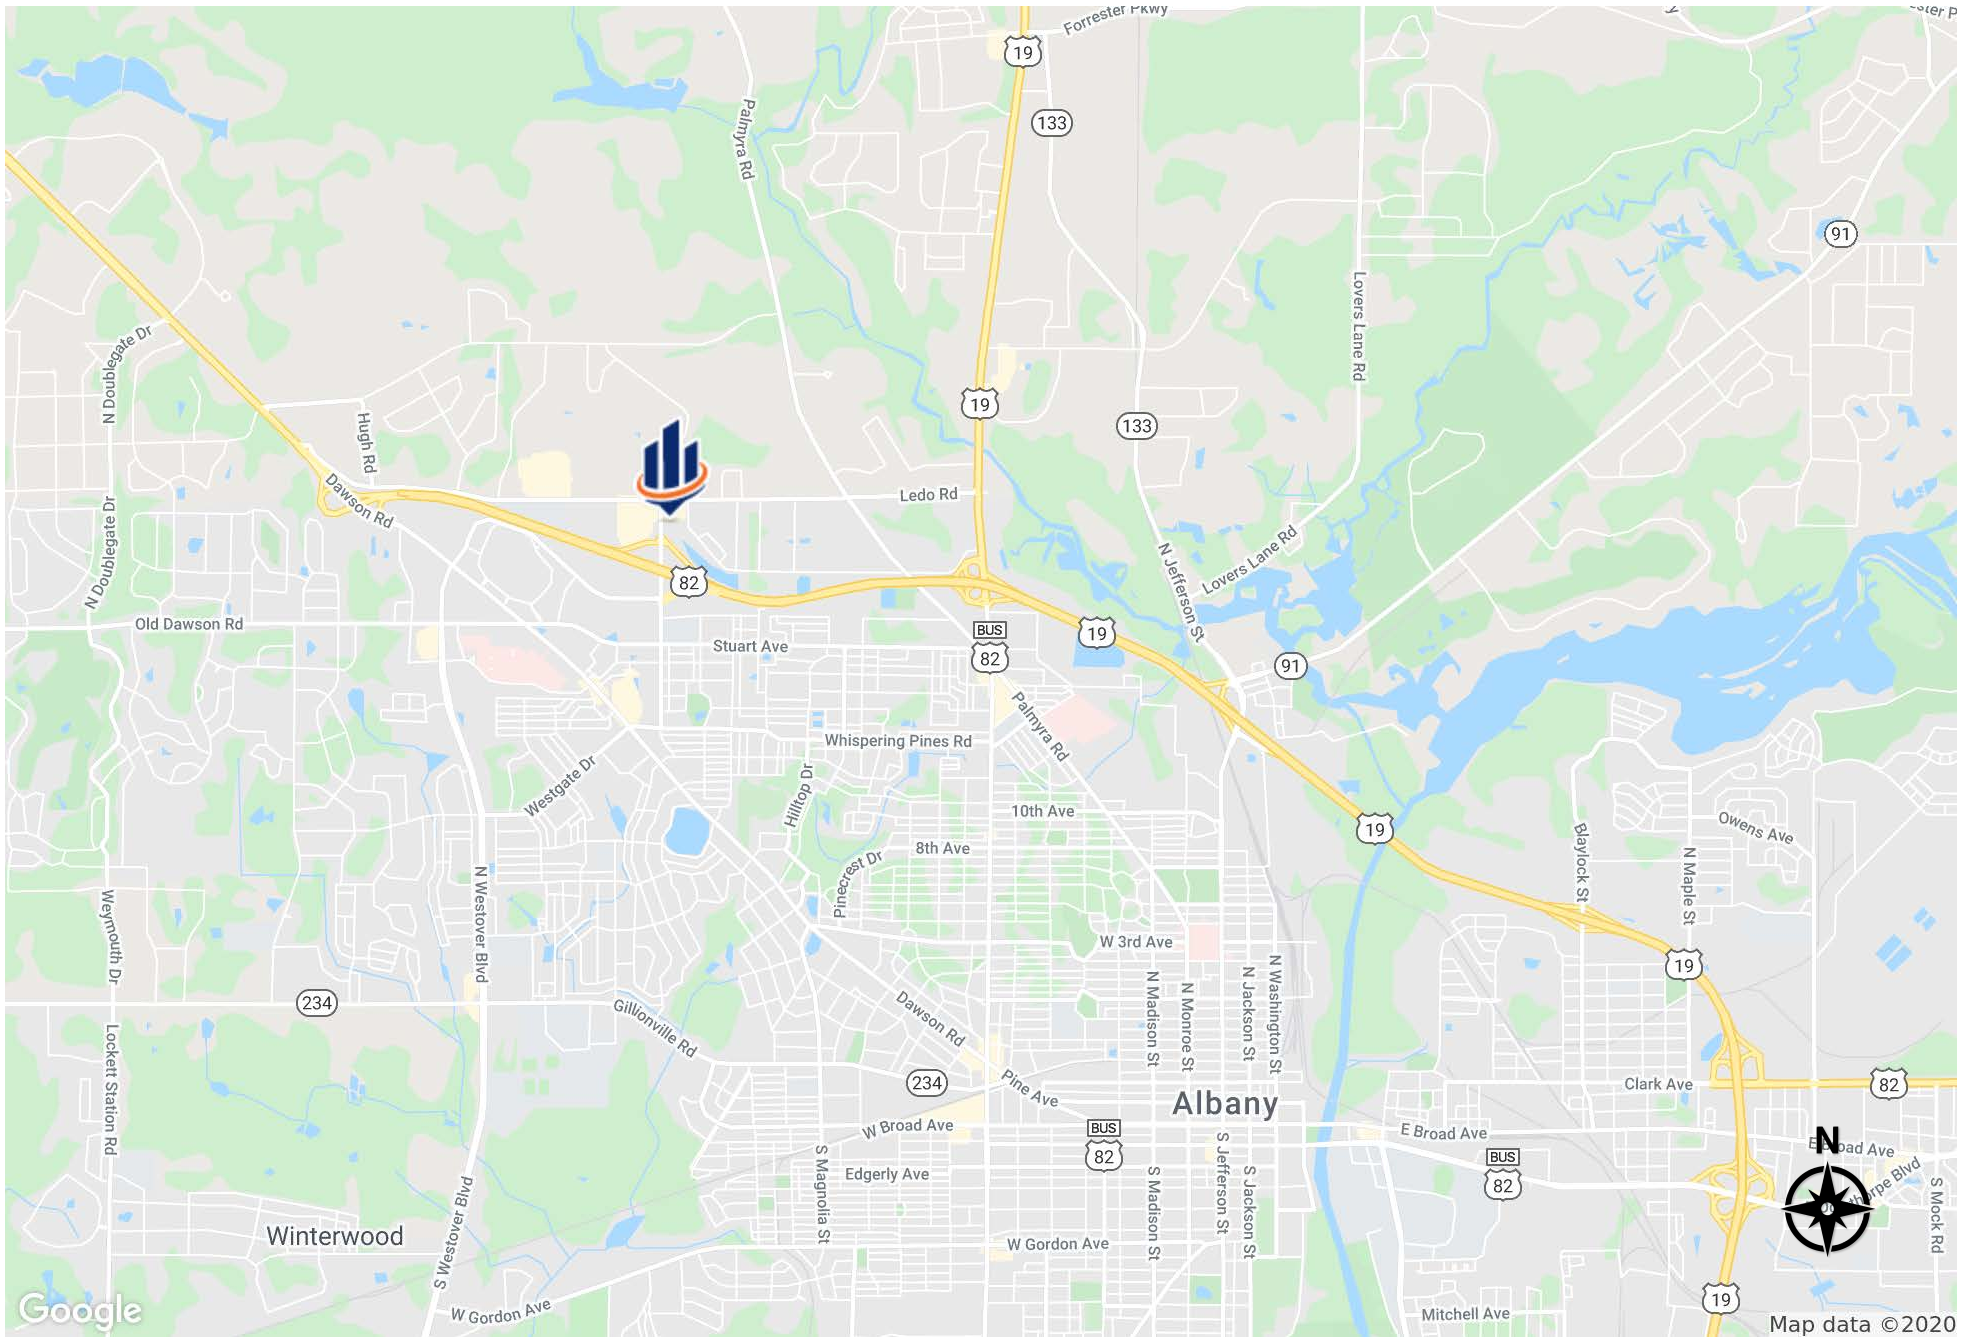 Forrester Pkwy
19
133
Palmyra Rd
91
Lovers Lane Rd
N Doublegate Dr
19
133
Hugh Rd
Dawson Rd
Ledo Rd
N Doublegate Dr
N Jefferson St
Lovers Lane Rd
82
Old Dawson Rd
Stuart Ave
BUS
82
19
91
Palmyra Rd
Whispering Pines Rd
Westgate Dr
Hilltop Dr
10th Ave
19
Owens Ave
8th Ave
Pinecrest Dr
Blaylock St
N Maple St
N Westover Blvd
Weymouth Dr
W 3rd Ave
19
N Madison St
N Monroe St
N Jackson St
N Washington St
234
Gillionville Rd
Dawson Rd
Lockett Station Rd
234
Pine Ave
Albany
Clark Ave
82
W Broad Ave
BUS
82
E Broad Ave
N
E Broad Ave
BUS
82
Edgerly Ave
S Magnolia St
S Madison St
S Jefferson St
S Jackson St
S Mock Rd
Winterwood
S Westover Blvd
W Gordon Ave
W Gordon Ave
19
Mitchell Ave
Google
Map data ©2020